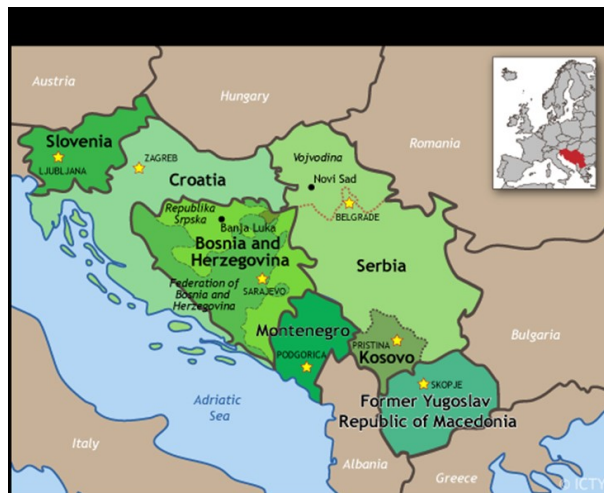 Austria
Hungary
Romania
Slovenia
LJUBLJANA
ZAGREB
Croatia
Vojvodina
Novi Sad
BELGRADE
Republika
Srpska
Banja Luka
Bosnia and
Herzegovina
Federation of
Bosnia and
Herzegovina
SARAJEVO
Serbia
Montenegro
PODGORICA
PRISTINA
Kosovo
Bulgaria
SKOPJE
Former Yugoslav
Republic of Macedonia
Adriatic
Sea
Italy
Albania
Greece
© ICTY